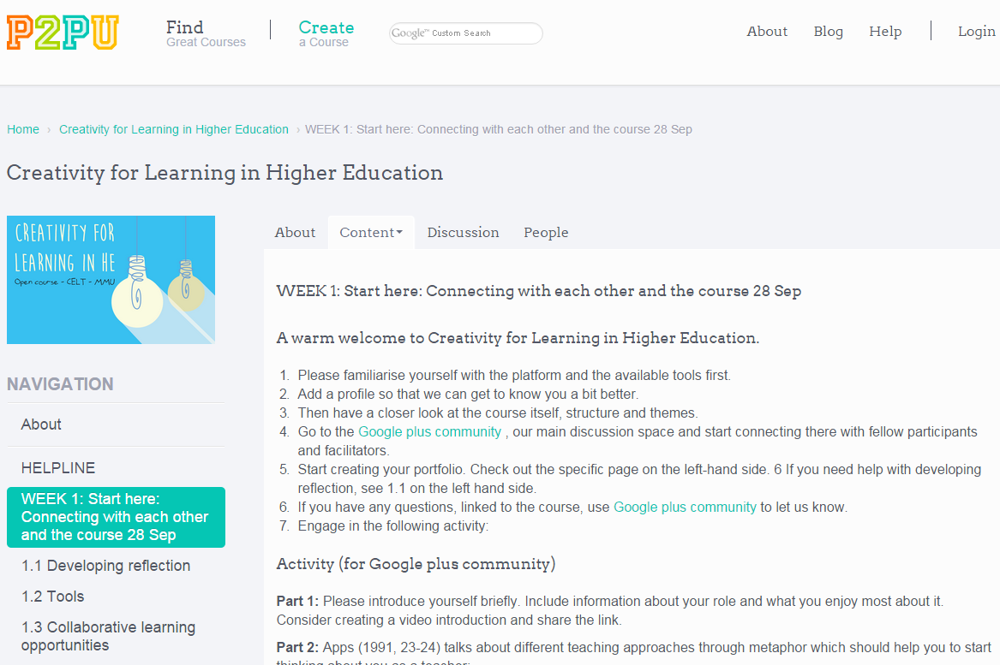 P2PU
Find
Great Courses
Create
a Course
Google™ Custom Search
About
Blog
Help
Login
Home › Creativity for Learning in Higher Education › WEEK 1: Start here: Connecting with each other and the course 28 Sep
Creativity for Learning in Higher Education
CREATIVITY FOR
LEARNING IN HE
Open course - CELT - MMU
NAVIGATION
About
HELPLINE
WEEK 1: Start here:
Connecting with each other
and the course 28 Sep
1.1 Developing reflection
1.2 Tools
1.3 Collaborative learning
opportunities
About
Content
Discussion
People
WEEK 1: Start here: Connecting with each other and the course 28 Sep
A warm welcome to Creativity for Learning in Higher Education.
1. Please familiarise yourself with the platform and the available tools first.
2. Add a profile so that we can get to know you a bit better.
3. Then have a closer look at the course itself, structure and themes.
4. Go to the Google plus community , our main discussion space and start connecting there with fellow participants
and facilitators.
5. Start creating your portfolio. Check out the specific page on the left-hand side. 6 If you need help with developing
reflection, see 1.1 on the left hand side.
6. If you have any questions, linked to the course, use Google plus community to let us know.
7. Engage in the following activity:
Activity (for Google plus community)
Part 1: Please introduce yourself briefly. Include information about your role and what you enjoy most about it.
Consider creating a video introduction and share the link.
Part 2: Apps (1991, 23-24) talks about different teaching approaches through metaphor which should help you to start
thinking about you as a teacher: